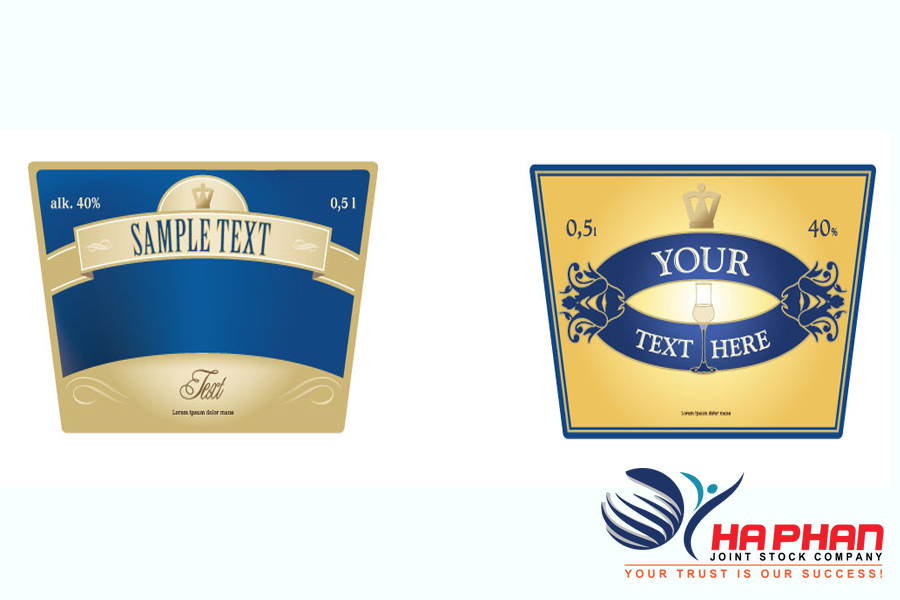 alk. 40%
0,5 l
SAMPLE TEXT
Text
Lorem ipsum dolor mane
0,5l
40%
YOUR
TEXT HERE
Lorem ipsum dolor mane
HA PHAN
JOINT STOCK COMPANY
YOUR TRUST IS OUR SUCCESS!